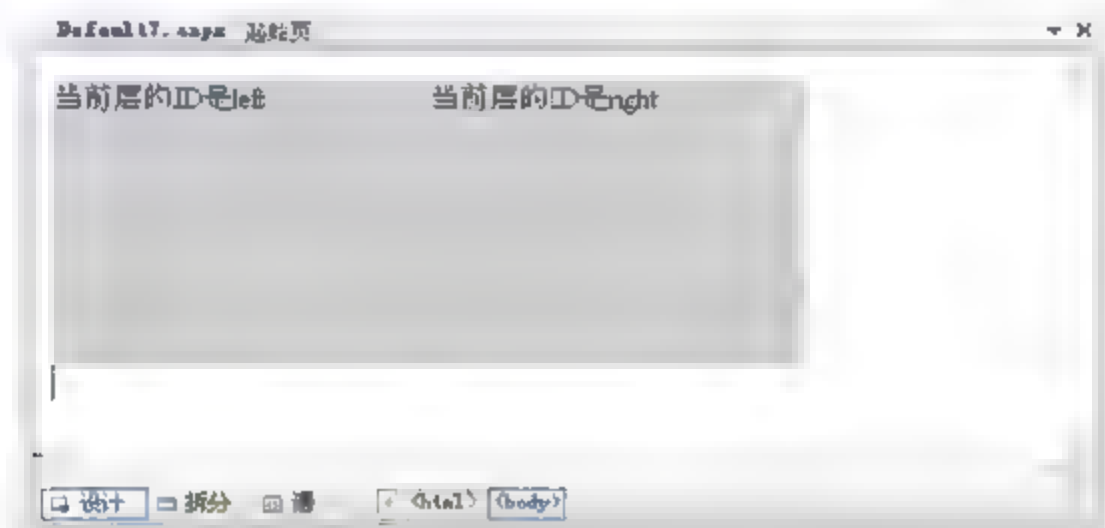 Default7.aspx 起始页
当前层的ID是left 当前层的ID是right
设计 拆分 源 <html> <body>